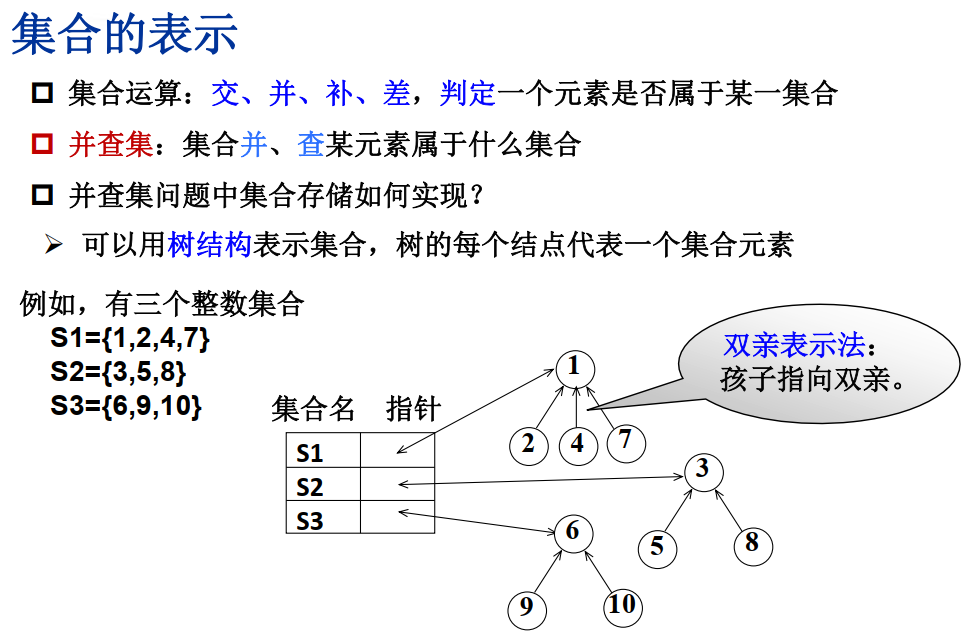 集合的表示
集合运算：交、并、补、差，判定一个元素是否属于某一集合
并查集：集合并、查某元素属于什么集合
并查集问题中集合存储如何实现？
可以用树结构表示集合，树的每个结点代表一个集合元素
例如，有三个整数集合
S1={1,2,4,7}
S2={3,5,8}
S3={6,9,10}
集合名 指针
S1
S2
S3
双亲表示法：
孩子指向双亲。
1
2 4 7
3
5 8
6
9 10